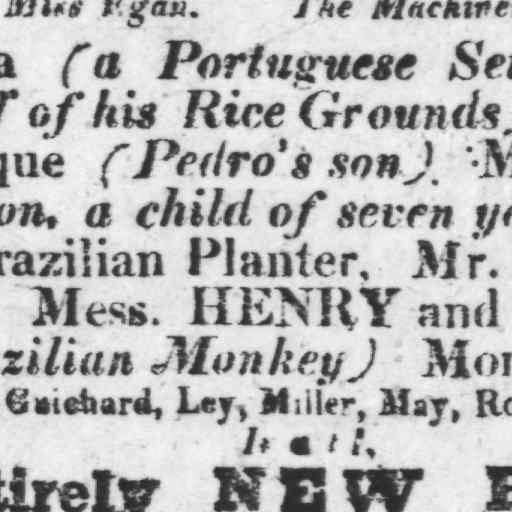 Miss Egan. The Machine
a (a Portuguese Se
of his Rice Grounds
que (Pedro's son) M
on, a child of seven ye
razilian Planter, Mr.
Mess. HENRY and
zilian Monkey) Mo
Guichard, Ley, Miller, May, Ro
tirely NEW